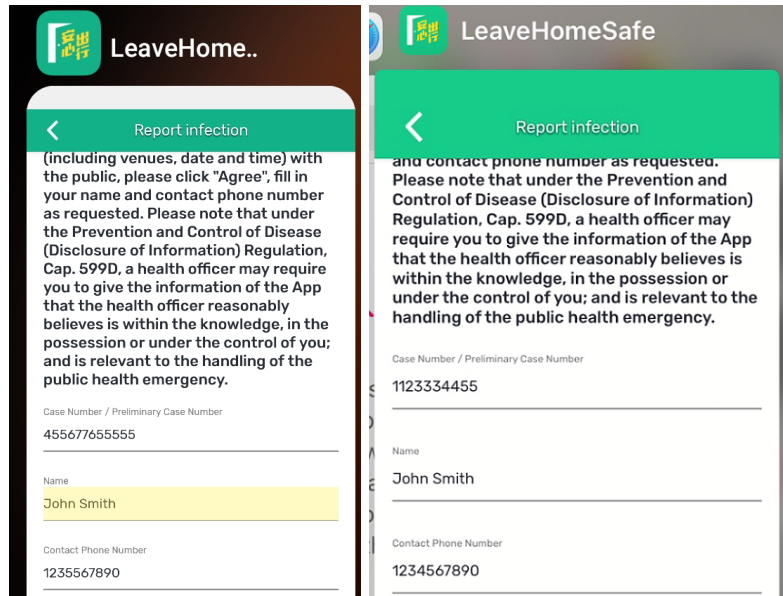 安心出行
LeaveHome..
Report infection
(including venues, date and time) with
the public, please click "Agree", fill in
your name and contact phone number
as requested. Please note that under
the Prevention and Control of Disease
(Disclosure of Information) Regulation,
Cap. 599D, a health officer may require
you to give the information of the App
that the health officer reasonably
believes is within the knowledge, in the
possession or under the control of you;
and is relevant to the handling of the
public health emergency.
Case Number / Preliminary Case Number
455677655555
Name
John Smith
Contact Phone Number
1235567890
安心出行
LeaveHomeSafe
Report infection
and contact phone number as requested.
Please note that under the Prevention and
Control of Disease (Disclosure of Information)
Regulation, Cap. 599D, a health officer may
require you to give the information of the App
that the health officer reasonably believes is
within the knowledge, in the possession or
under the control of you; and is relevant to the
handling of the public health emergency.
Case Number / Preliminary Case Number
1123334455
Name
John Smith
Contact Phone Number
1234567890